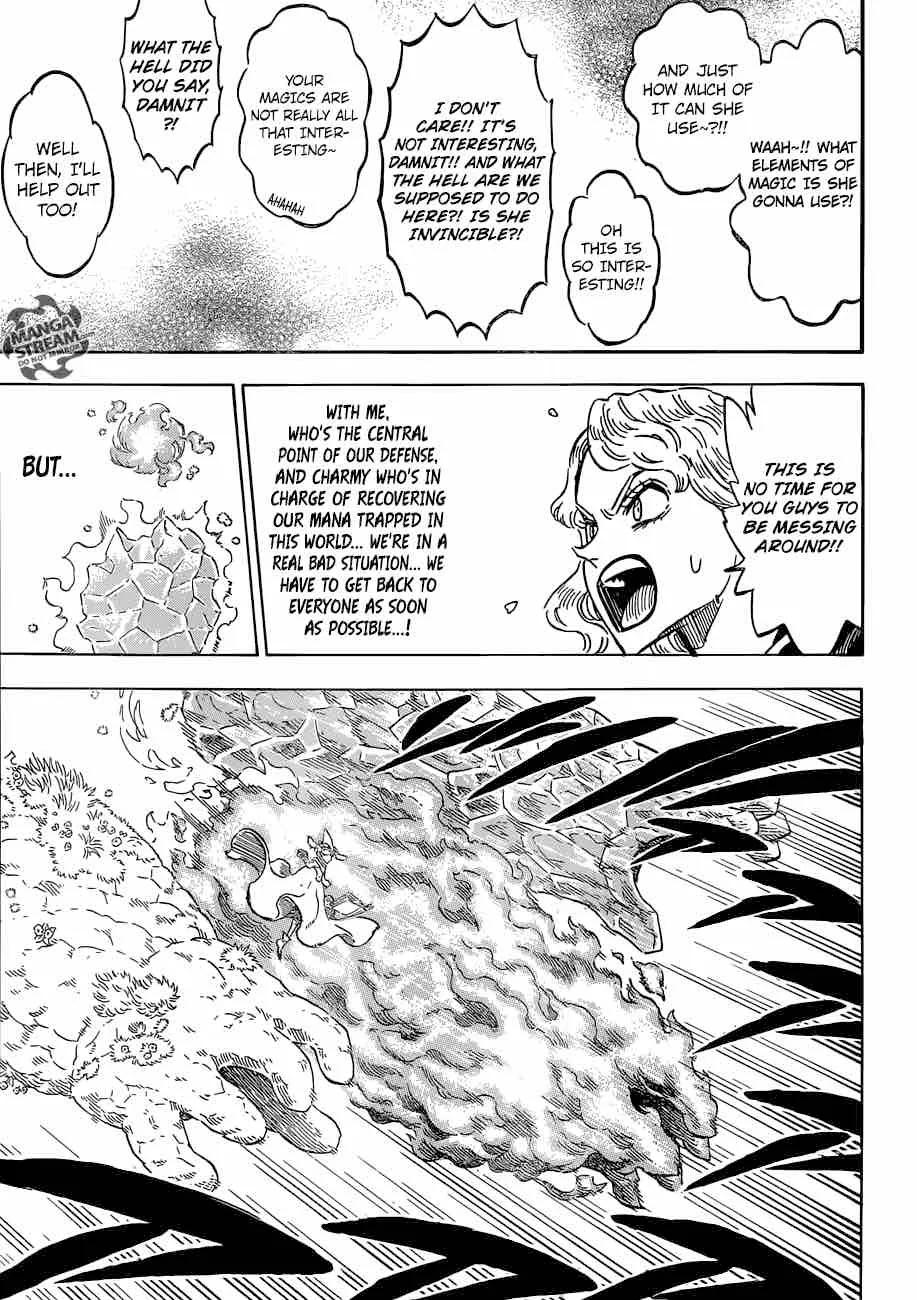 WAAH~!! WHAT
ELEMENTS OF
MAGIC IS SHE
GONNA USE?!
AND JUST
HOW MUCH OF
IT CAN SHE
USE~?!!
OH
THIS IS
SO INTER-
ESTING!!
I DON'T
CARE!! IT'S
NOT INTERESTING,
DAMNIT!! AND WHAT
THE HELL ARE WE
SUPPOSED TO DO
HERE?! IS SHE
INVINCIBLE?!
YOUR
MAGICS ARE
NOT REALLY ALL
THAT INTER-
ESTING~
AHAHAH
WHAT THE
HELL DID
YOU SAY,
DAMNIT
?!
WELL
THEN, I'LL
HELP OUT
TOO!
MANGA
STREAM
THIS IS
NO TIME FOR
YOU GUYS TO
BE MESSING
AROUND!!
WITH ME,
WHO'S THE CENTRAL
POINT OF OUR DEFENSE,
AND CHARMY WHO'S IN
CHARGE OF RECOVERING
OUR MANA TRAPPED IN
THIS WORLD... WE'RE IN A
REAL BAD SITUATION... WE
HAVE TO GET BACK TO
EVERYONE AS SOON
AS POSSIBLE...!
BUT...